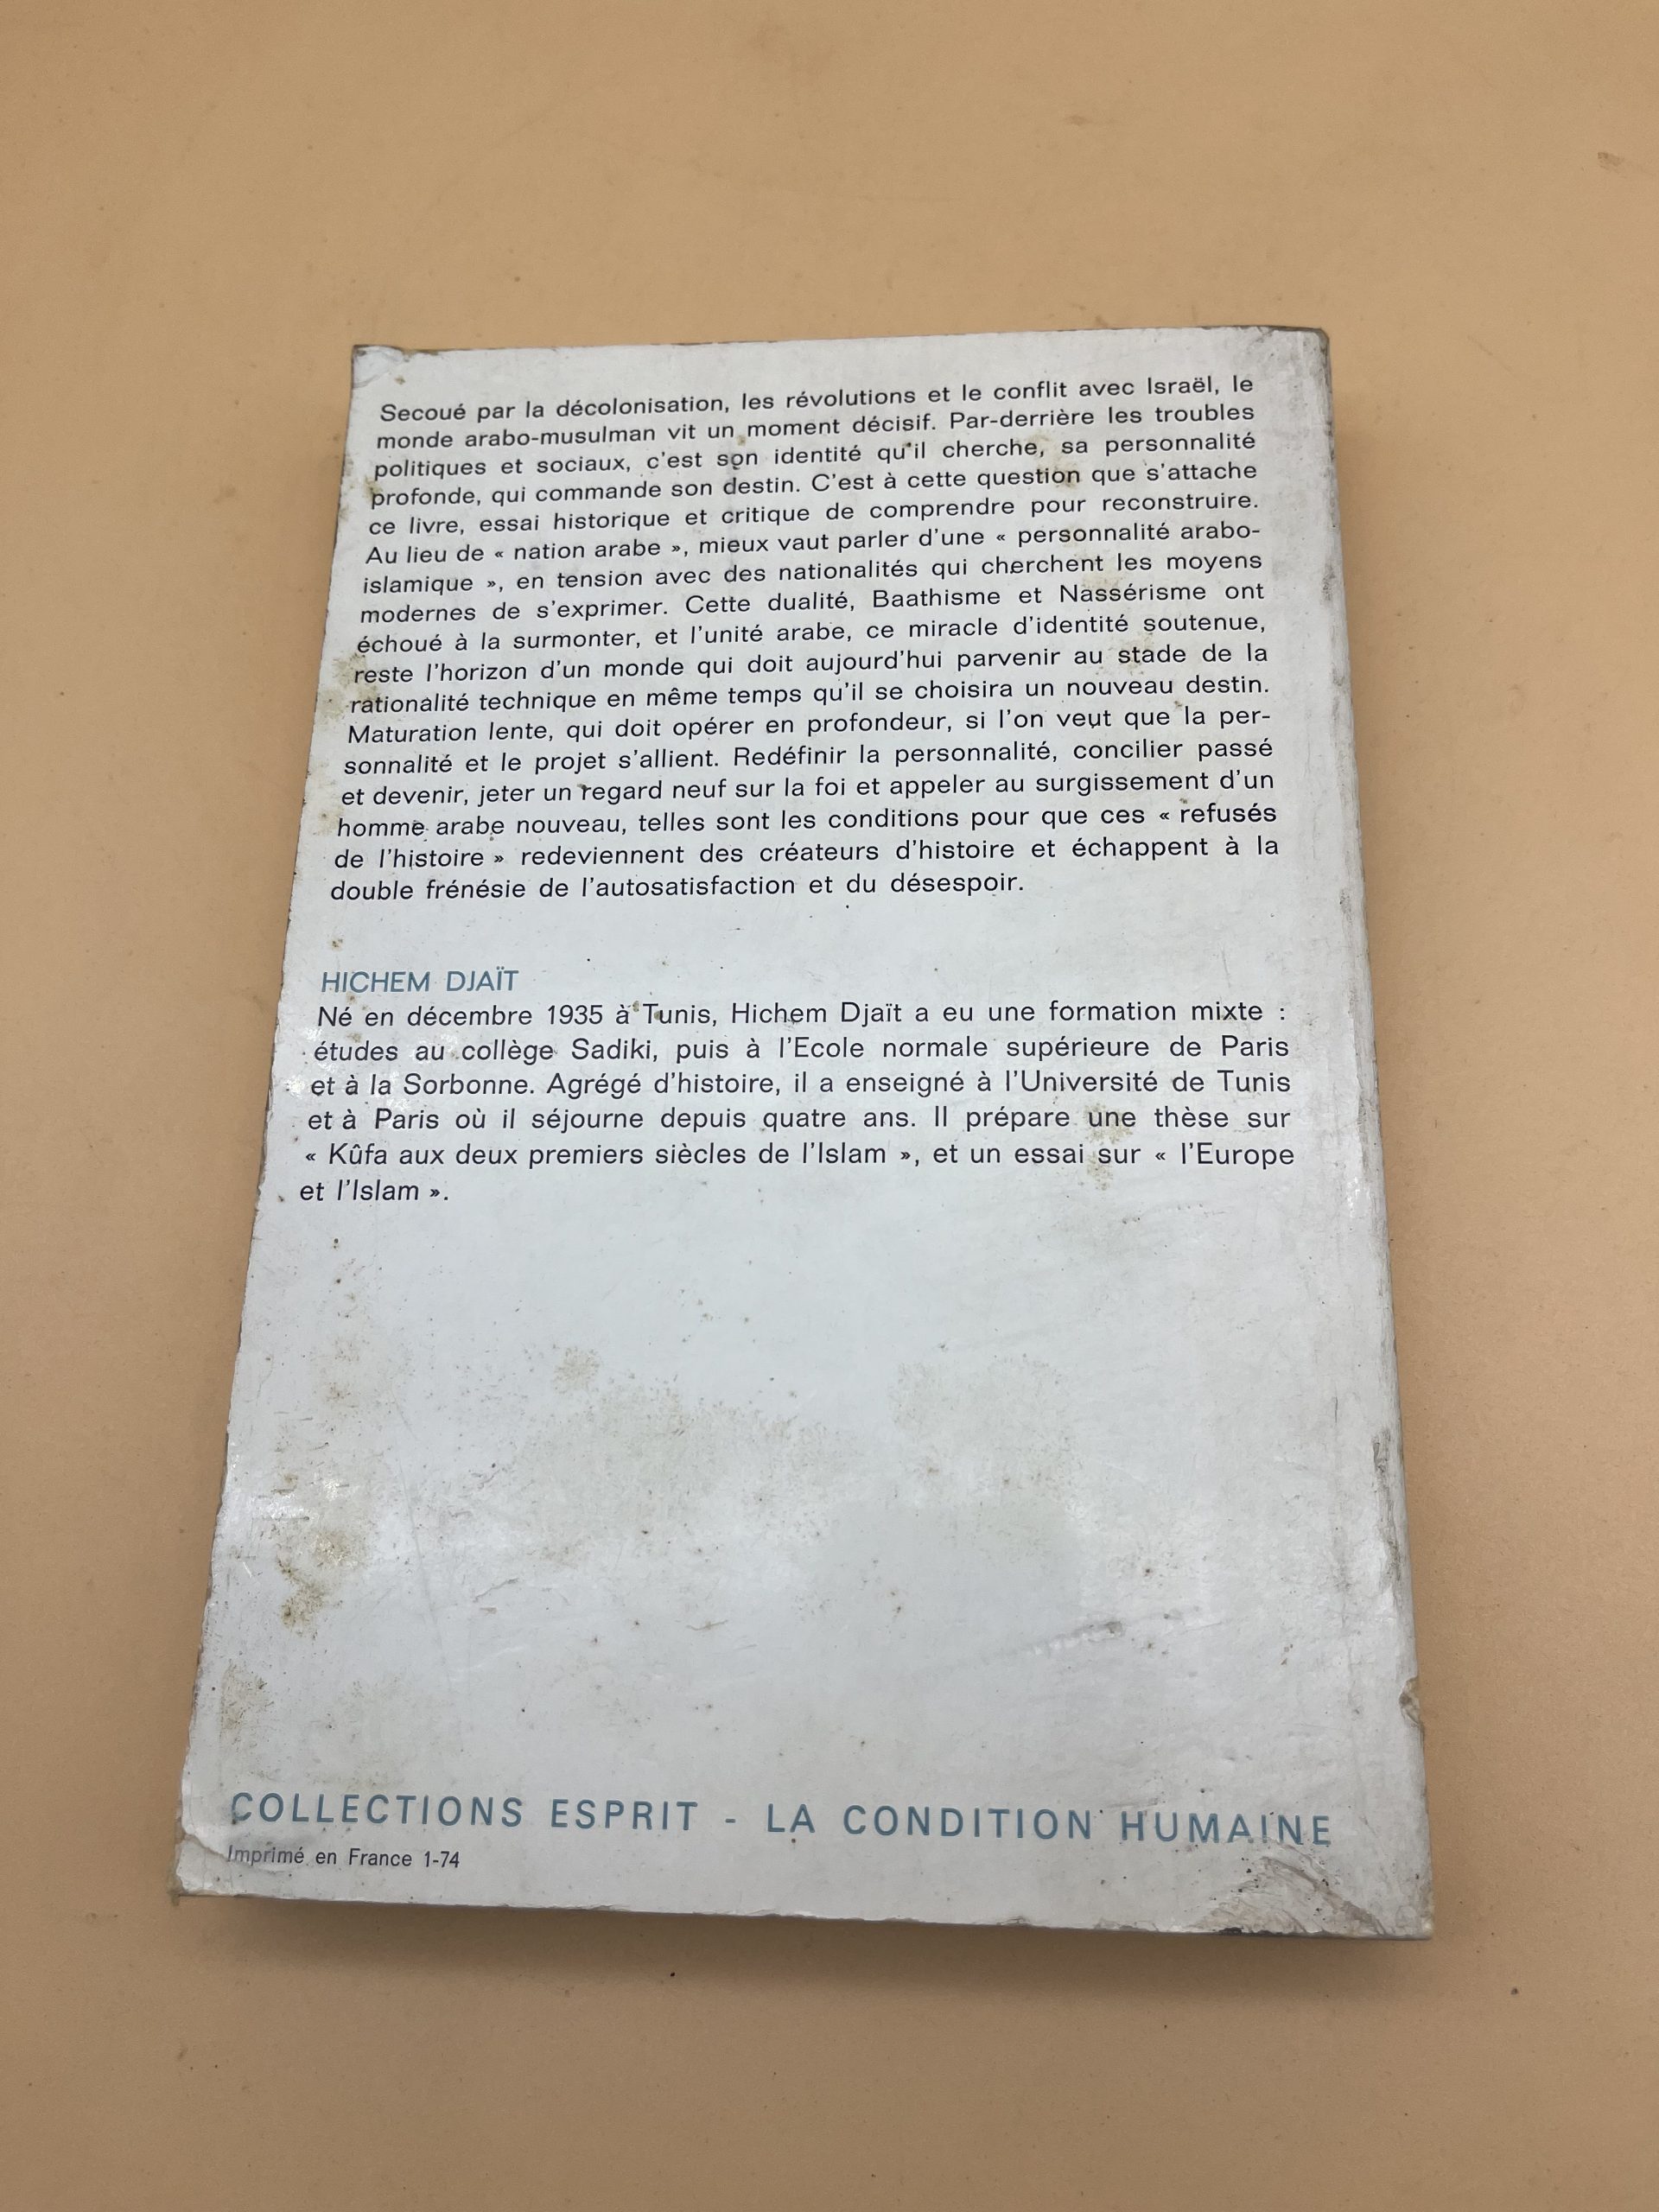 Secoué par la décolonisation, les révolutions et le conflit avec Israël, le
monde arabo-musulman vit un moment décisif. Par-derrière les troubles
politiques et sociaux, c'est son identité qu'il cherche, sa personnalité
profonde, qui commande son destin. C'est à cette question que s'attache
ce livre, essai historique et critique de comprendre pour reconstruire.
Au lieu de « nation arabe », mieux vaut parler d'une « personnalité arabo-
islamique », en tension avec des nationalités qui cherchent les moyens
modernes de s'exprimer. Cette dualité, Baathisme et Nassérisme ont
échoué à la surmonter, et l'unité arabe, ce miracle d'identité soutenue,
reste l'horizon d'un monde qui doit aujourd'hui parvenir au stade de la
rationalité technique en même temps qu'il se choisira un nouveau destin.
Maturation lente, qui doit opérer en profondeur, si l'on veut que la per-
sonnalité et le projet s'allient. Redéfinir la personnalité, concilier passé
et devenir, jeter un regard neuf sur la foi et appeler au surgissement d'un
homme arabe nouveau, telles sont les conditions pour que ces « refusés
de l'histoire » redeviennent des créateurs d'histoire et échappent à la
double frénésie de l'autosatisfaction et du désespoir.
HICHEM DJAÏT
Né en décembre 1935 à Tunis, Hichem Djaït a eu une formation mixte :
études au collège Sadiki, puis à l'Ecole normale supérieure de Paris
et à la Sorbonne. Agrégé d'histoire, il a enseigné à l'Université de Tunis
et à Paris où il séjourne depuis quatre ans. Il prépare une thèse sur
« Kûfa aux deux premiers siècles de l'Islam », et un essai sur « l'Europe
et l'Islam ».
COLLECTIONS ESPRIT - LA CONDITION HUMAINE
Imprimé en France 1-74